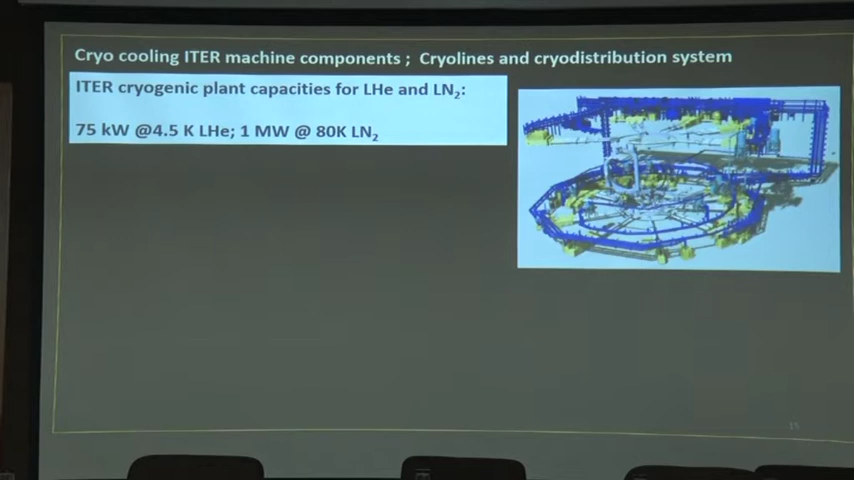 Cryo cooling ITER machine components ; Cryolines and cryodistribution system
ITER cryogenic plant capacities for LHe and LN₂:
75 kW @4.5 K LHe; 1 MW @ 80K LN₂